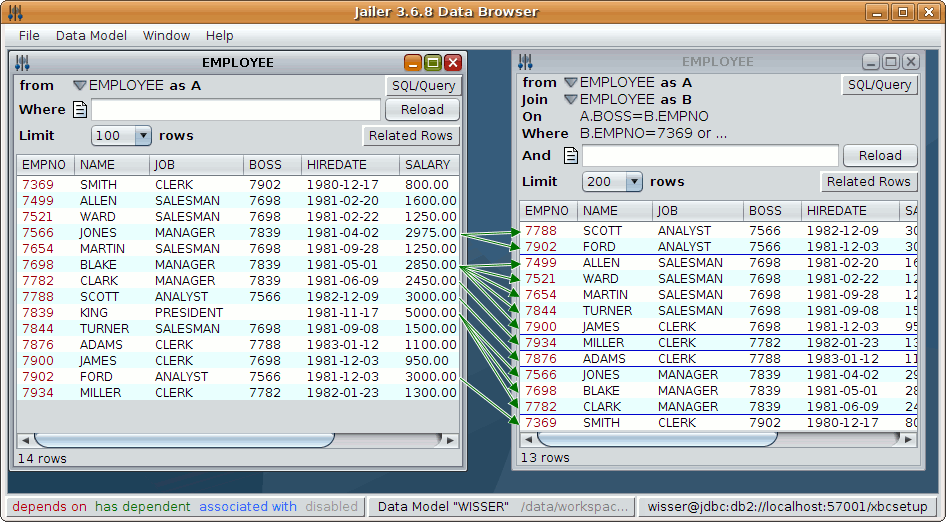 Jailer 3.6.8 Data Browser
File Data Model Window Help
EMPLOYEE
from EMPLOYEE as A SQL/Query
Where Reload
Limit 100 rows Related Rows
EMPNO NAME JOB BOSS HIREDATE SALARY
7369 SMITH CLERK 7902 1980-12-17 800.00
7499 ALLEN SALESMAN 7698 1981-02-20 1600.00
7521 WARD SALESMAN 7698 1981-02-22 1250.00
7566 JONES MANAGER 7839 1981-04-02 2975.00
7654 MARTIN SALESMAN 7698 1981-09-28 1250.00
7698 BLAKE MANAGER 7839 1981-05-01 2850.00
7782 CLARK MANAGER 7839 1981-06-09 2450.00
7788 SCOTT ANALYST 7566 1982-12-09 3000.00
7839 KING PRESIDENT 1981-11-17 5000.00
7844 TURNER SALESMAN 7698 1981-09-08 1500.00
7876 ADAMS CLERK 7788 1983-01-12 1100.00
7900 JAMES CLERK 7698 1981-12-03 950.00
7902 FORD ANALYST 7566 1981-12-03 3000.00
7934 MILLER CLERK 7782 1982-01-23 1300.00
14 rows
EMPLOYEE
from EMPLOYEE as A SQL/Query
Join EMPLOYEE as B
On A.BOSS=B.EMPNO
Where B.EMPNO=7369 or ...
And Reload
Limit 200 rows Related Rows
EMPNO NAME JOB BOSS HIREDATE SA
7788 SCOTT ANALYST 7566 1982-12-09 30
7902 FORD ANALYST 7566 1981-12-03 30
7499 ALLEN SALESMAN 7698 1981-02-20 16
7521 WARD SALESMAN 7698 1981-02-22 12
7654 MARTIN SALESMAN 7698 1981-09-28 12
7844 TURNER SALESMAN 7698 1981-09-08 15
7900 JAMES CLERK 7698 1981-12-03 95
7934 MILLER CLERK 7782 1982-01-23 13
7876 ADAMS CLERK 7788 1983-01-12 11
7566 JONES MANAGER 7839 1981-04-02 29
7698 BLAKE MANAGER 7839 1981-05-01 28
7782 CLARK MANAGER 7839 1981-06-09 24
7369 SMITH CLERK 7902 1980-12-17 80
13 rows
depends on has dependent associated with disabled Data Model "WISSER" /data/workspac... wisser@jdbc:db2://localhost:57001/xbcsetup